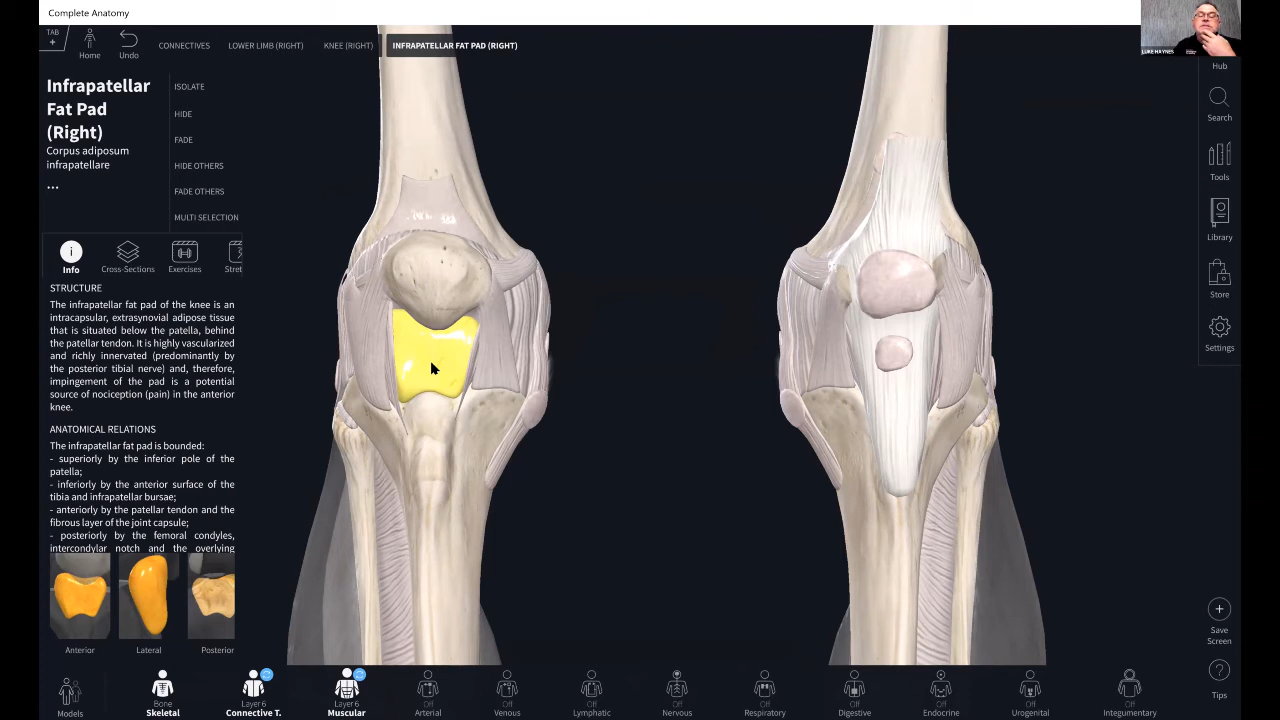 Complete Anatomy
TAB
+
Home
Undo
CONNECTIVES
LOWER LIMB (RIGHT)
KNEE (RIGHT)
INFRAPATELLAR FAT PAD (RIGHT)
LUKE HAYNES
Infrapatellar
Fat Pad
(Right)
Corpus adiposum
infrapatellare
...
ISOLATE
HIDE
FADE
HIDE OTHERS
FADE OTHERS
MULTI SELECTION
Info
Cross-Sections
Exercises
Stret
STRUCTURE
The infrapatellar fat pad of the knee is an
intracapsular, extrasynovial adipose tissue
that is situated below the patella, behind
the patellar tendon. It is highly vascularized
and richly innervated (predominantly by
the posterior tibial nerve) and, therefore,
impingement of the pad is a potential
source of nociception (pain) in the anterior
knee.
ANATOMICAL RELATIONS
The infrapatellar fat pad is bounded:
- superiorly by the inferior pole of the
patella;
- inferiorly by the anterior surface of the
tibia and infrapatellar bursae;
- anteriorly by the patellar tendon and the
fibrous layer of the joint capsule;
- posteriorly by the femoral condyles,
intercondylar notch and the overlying
Anterior
Lateral
Posterior
Hub
Search
Tools
Library
Store
Settings
+
Save
Screen
?
Tips
Models
Bone
Skeletal
Layer 6
Connective T.
Layer 6
Muscular
Off
Arterial
Off
Venous
Off
Lymphatic
Off
Nervous
Off
Respiratory
Off
Digestive
Off
Endocrine
Off
Urogenital
Off
Integumentary